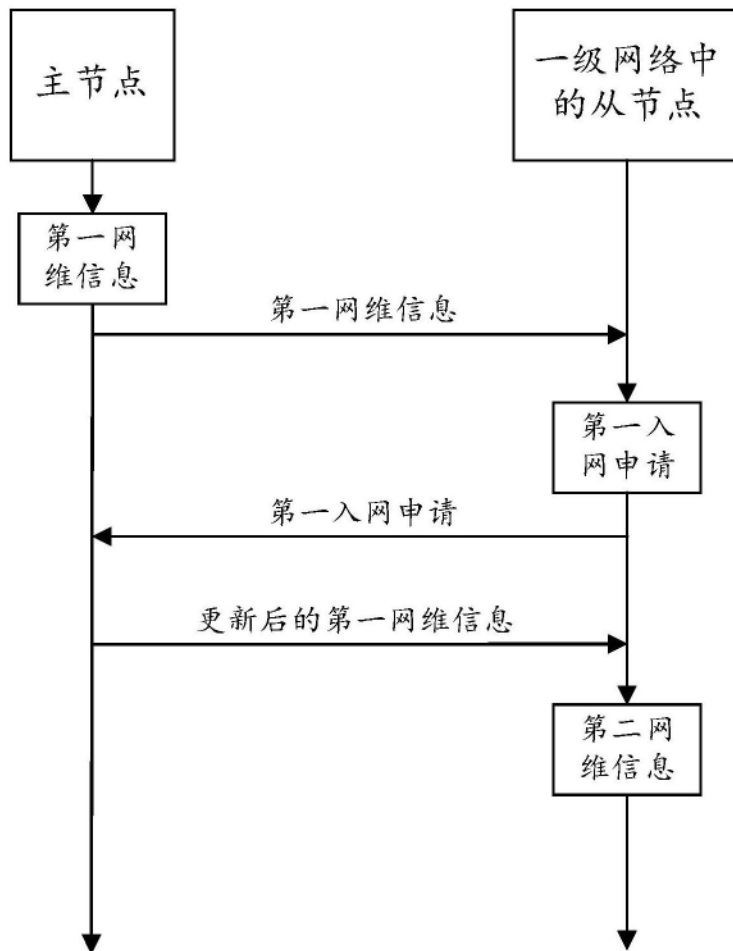 主节点
一级网络中
的从节点
第一网
维信息
第一网维信息
第一入
网申请
第一入网申请
更新后的第一网维信息
第二网
维信息